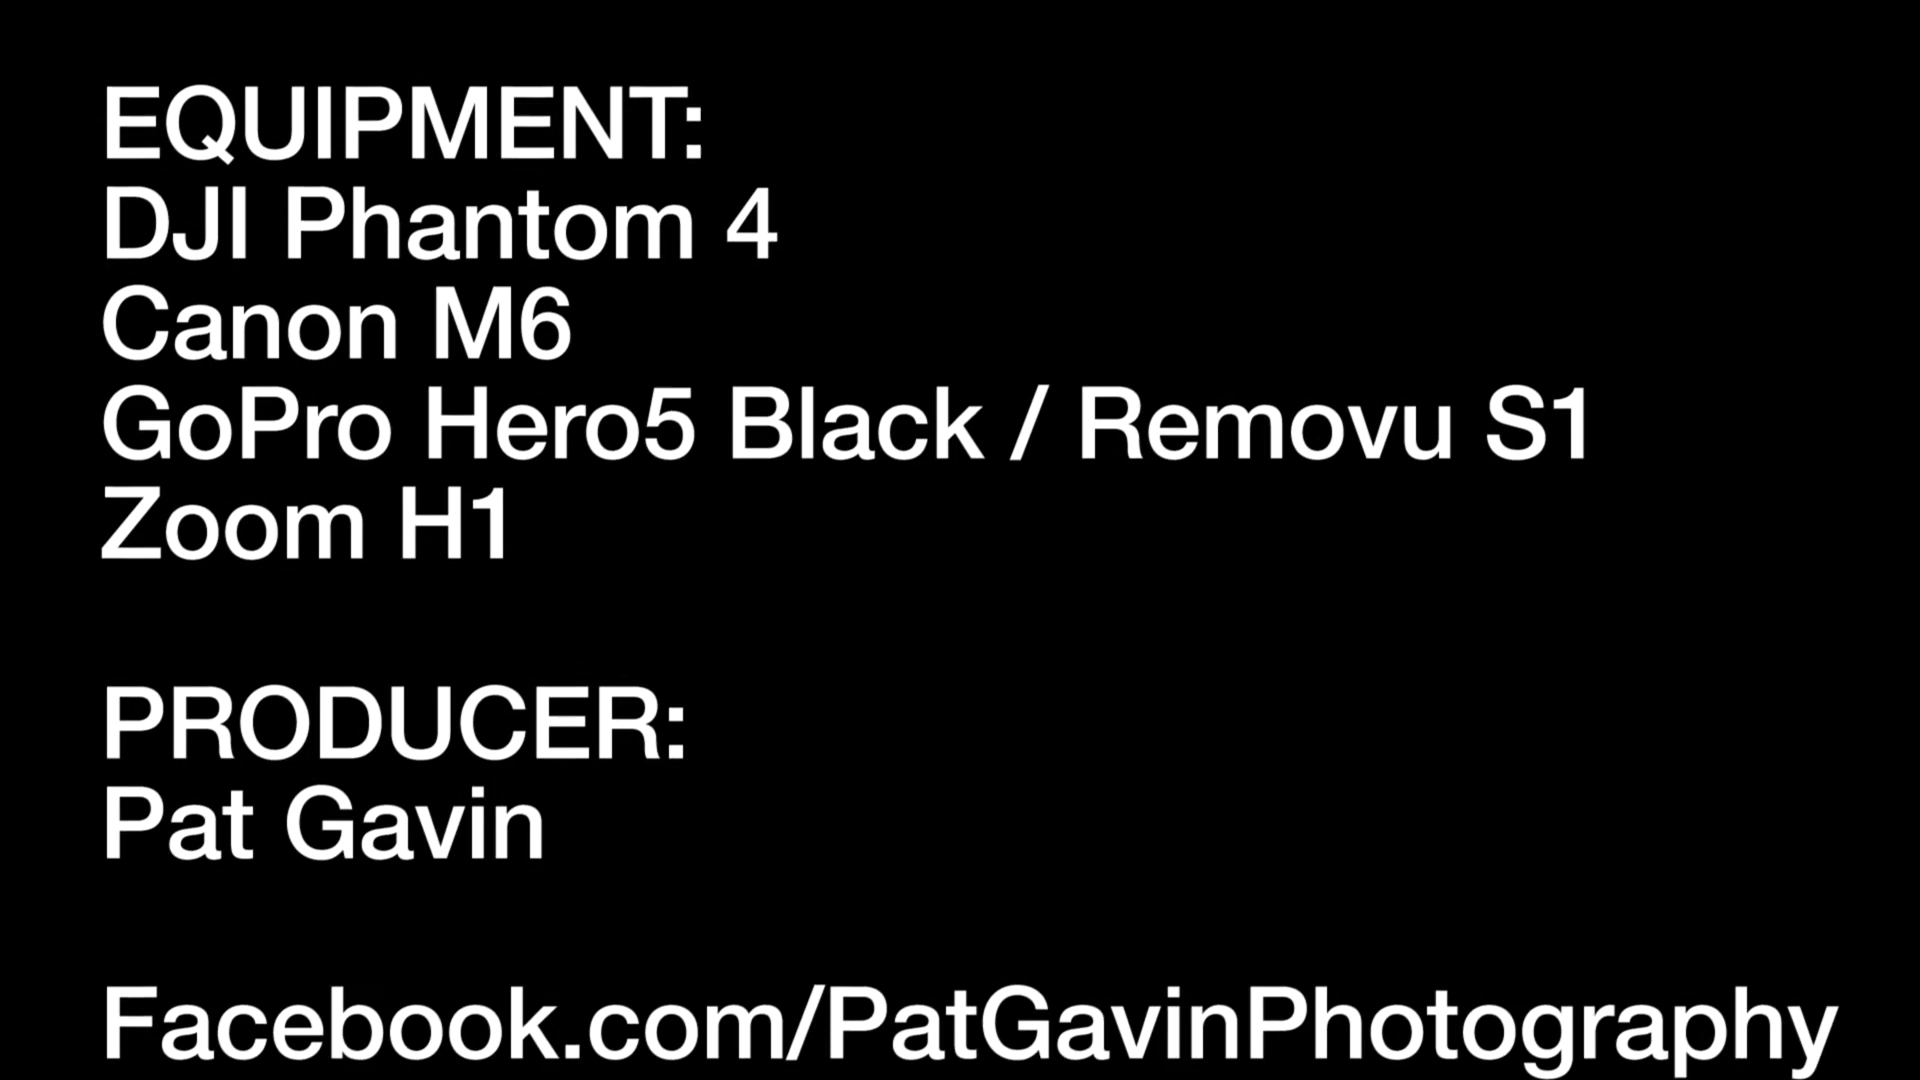 EQUIPMENT:
DJI Phantom 4
Canon M6
GoPro Hero5 Black / Removu S1
Zoom H1
PRODUCER:
Pat Gavin
Facebook.com/PatGavinPhotography